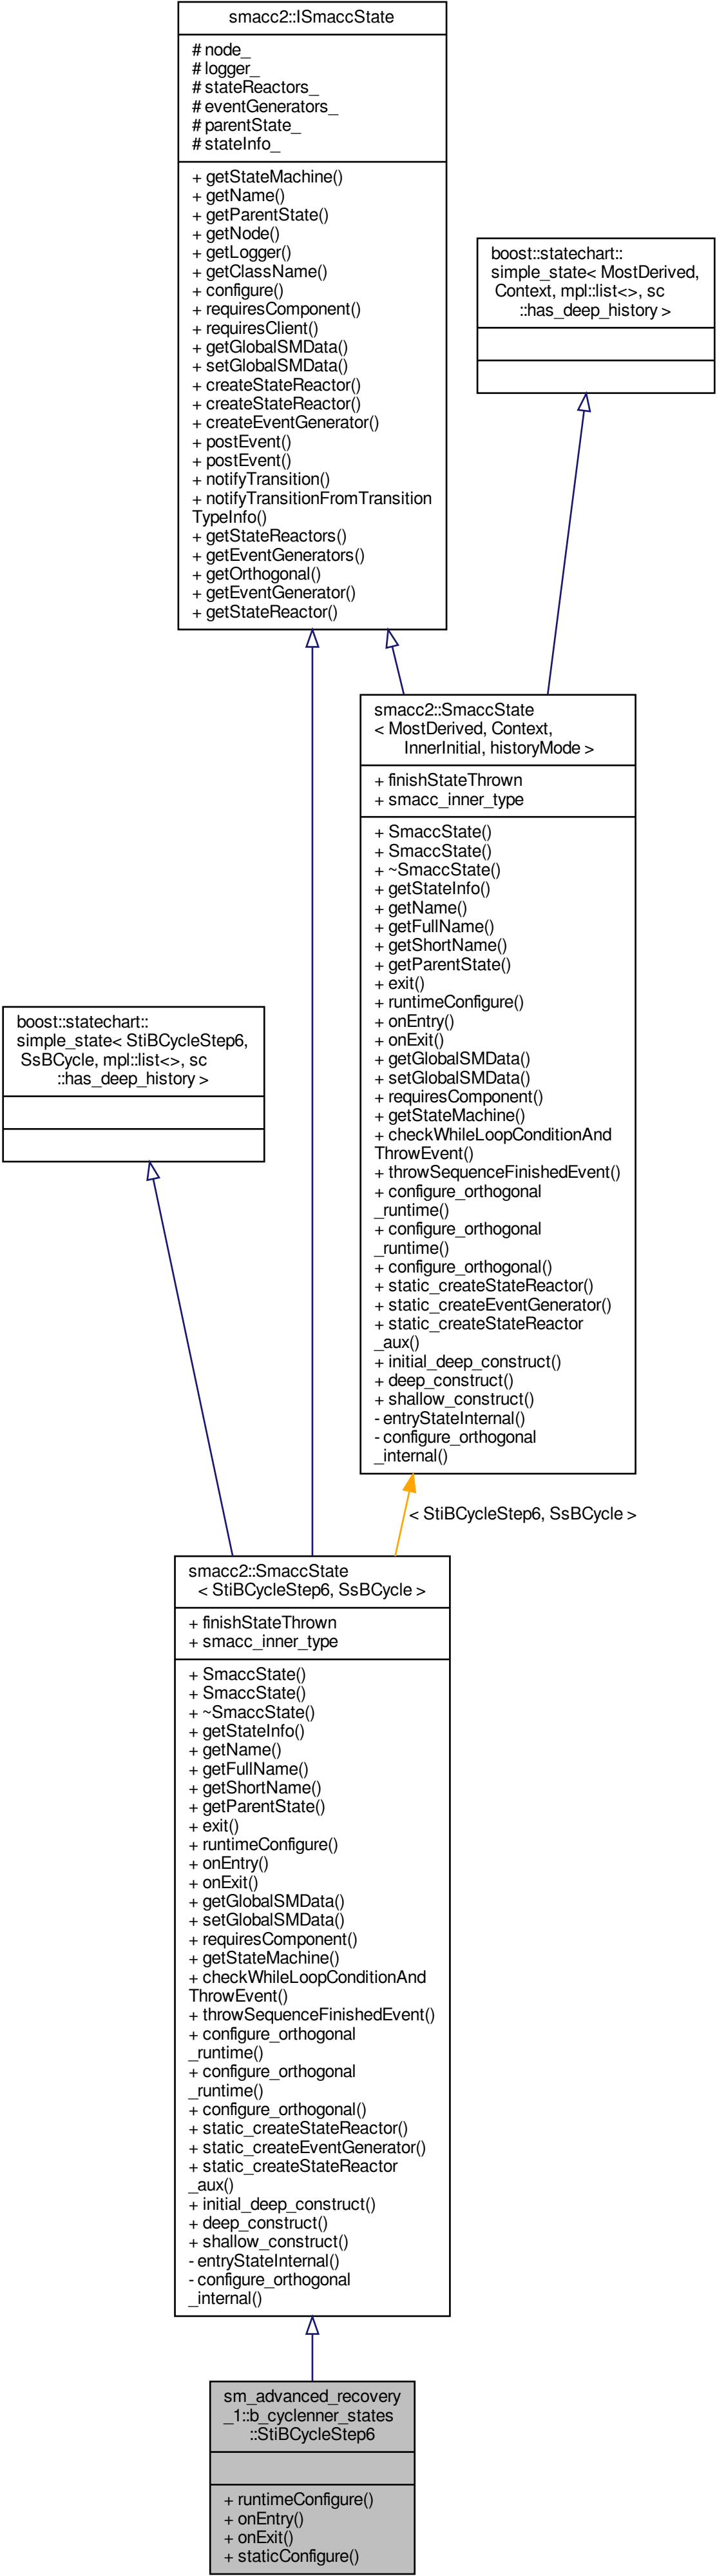 smacc2::ISmaccState
# node_
# logger_
# stateReactors_
# eventGenerators_
# parentState_
# stateInfo_
+ getStateMachine()
+ getName()
+ getParentState()
+ getNode()
+ getLogger()
+ getClassName()
+ configure()
+ requiresComponent()
+ requiresClient()
+ getGlobalSMData()
+ setGlobalSMData()
+ createStateReactor()
+ createStateReactor()
+ createEventGenerator()
+ postEvent()
+ postEvent()
+ notifyTransition()
+ notifyTransitionFromTransition
TypeInfo()
+ getStateReactors()
+ getEventGenerators()
+ getOrthogonal()
+ getEventGenerator()
+ getStateReactor()
boost::statechart::
simple_state< MostDerived,
Context, mpl::list<>, sc
::has_deep_history >
smacc2::SmaccState
< MostDerived, Context,
InnerInitial, historyMode >
+ finishStateThrown
+ smacc_inner_type
+ SmaccState()
+ SmaccState()
+ ~SmaccState()
+ getStateInfo()
+ getName()
+ getFullName()
+ getShortName()
+ getParentState()
+ exit()
+ runtimeConfigure()
+ onEntry()
+ onExit()
+ getGlobalSMData()
+ setGlobalSMData()
+ requiresComponent()
+ getStateMachine()
+ checkWhileLoopConditionAnd
ThrowEvent()
+ throwSequenceFinishedEvent()
+ configure_orthogonal
_runtime()
+ configure_orthogonal
_runtime()
+ configure_orthogonal()
+ static_createStateReactor()
+ static_createEventGenerator()
+ static_createStateReactor
_aux()
+ initial_deep_construct()
+ deep_construct()
+ shallow_construct()
- entryStateInternal()
- configure_orthogonal
_internal()
boost::statechart::
simple_state< StiBCycleStep6,
SsBCycle, mpl::list<>, sc
::has_deep_history >
< StiBCycleStep6, SsBCycle >
smacc2::SmaccState
< StiBCycleStep6, SsBCycle >
+ finishStateThrown
+ smacc_inner_type
+ SmaccState()
+ SmaccState()
+ ~SmaccState()
+ getStateInfo()
+ getName()
+ getFullName()
+ getShortName()
+ getParentState()
+ exit()
+ runtimeConfigure()
+ onEntry()
+ onExit()
+ getGlobalSMData()
+ setGlobalSMData()
+ requiresComponent()
+ getStateMachine()
+ checkWhileLoopConditionAnd
ThrowEvent()
+ throwSequenceFinishedEvent()
+ configure_orthogonal
_runtime()
+ configure_orthogonal
_runtime()
+ configure_orthogonal()
+ static_createStateReactor()
+ static_createEventGenerator()
+ static_createStateReactor
_aux()
+ initial_deep_construct()
+ deep_construct()
+ shallow_construct()
- entryStateInternal()
- configure_orthogonal
_internal()
sm_advanced_recovery
_1::b_cyclenner_states
::StiBCycleStep6
+ runtimeConfigure()
+ onEntry()
+ onExit()
+ staticConfigure()